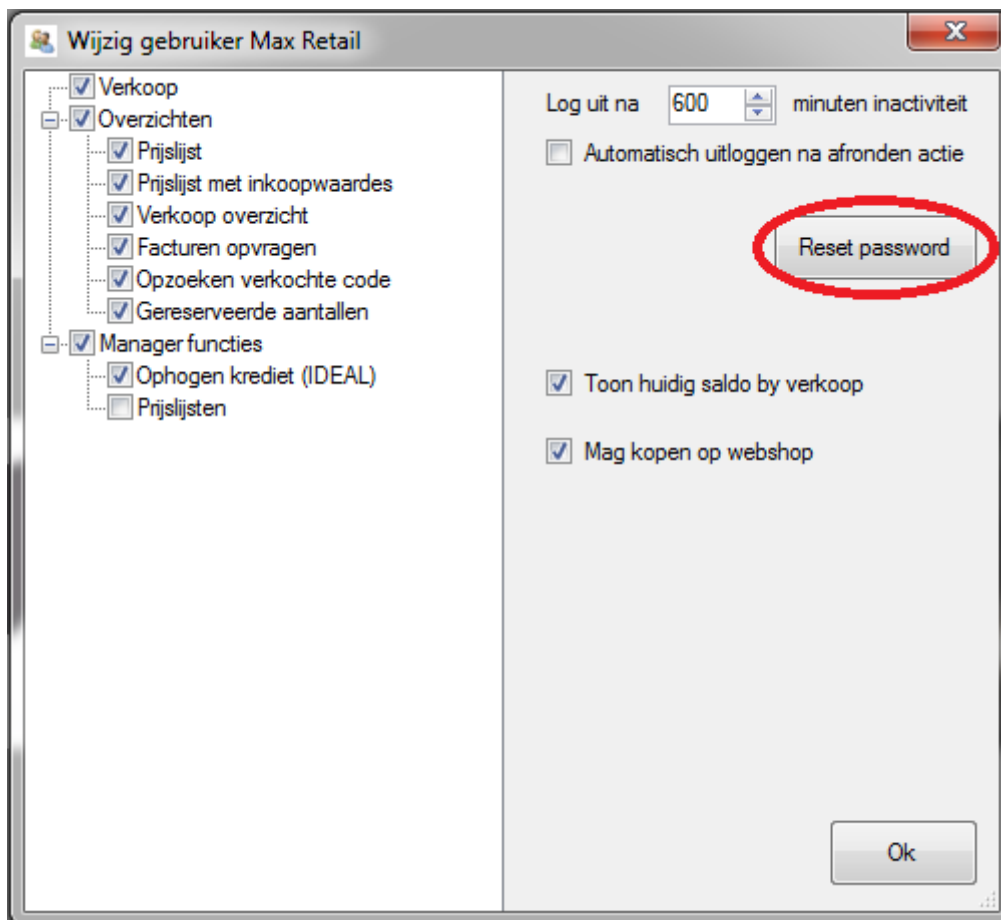 Wijzig gebruiker Max Retail
Verkoop
Overzichten
Prijslijst
Prijslijst met inkoopwaardes
Verkoop overzicht
Facturen opvragen
Opzoeken verkochte code
Gereserveerde aantallen
Manager functies
Ophogen krediet (IDEAL)
Prijslijsten
Log uit na 600 minuten inactiviteit
Automatisch uitloggen na afronden actie
Reset password
Toon huidig saldo by verkoop
Mag kopen op webshop
Ok